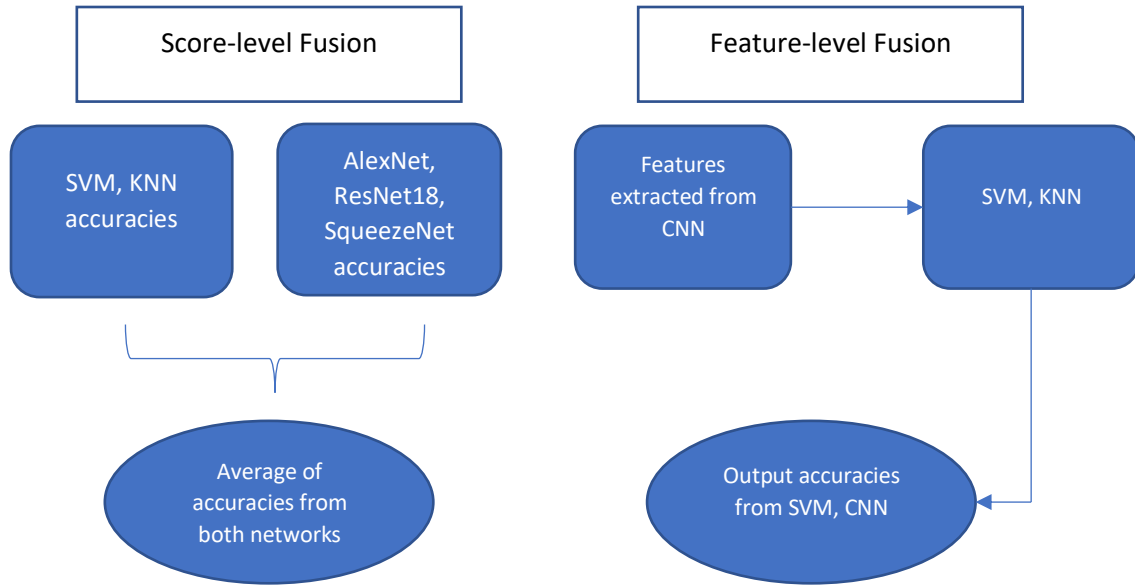 Score-level Fusion
Feature-level Fusion
SVM, KNN
accuracies
AlexNet,
ResNet18,
SqueezeNet
accuracies
Features
extracted from
CNN
SVM, KNN
Average of
accuracies from
both networks
Output accuracies
from SVM, CNN